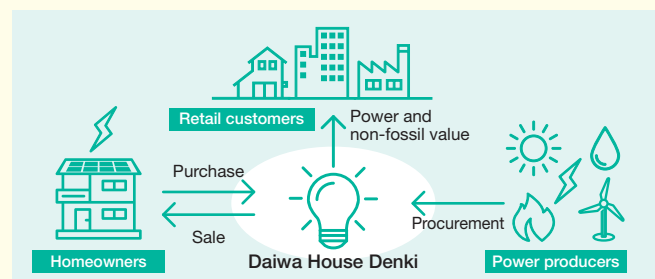 Retail customers
Power and
non-fossil value
Purchase
Sale
Procurement
Homeowners
Daiwa House Denki
Power producers